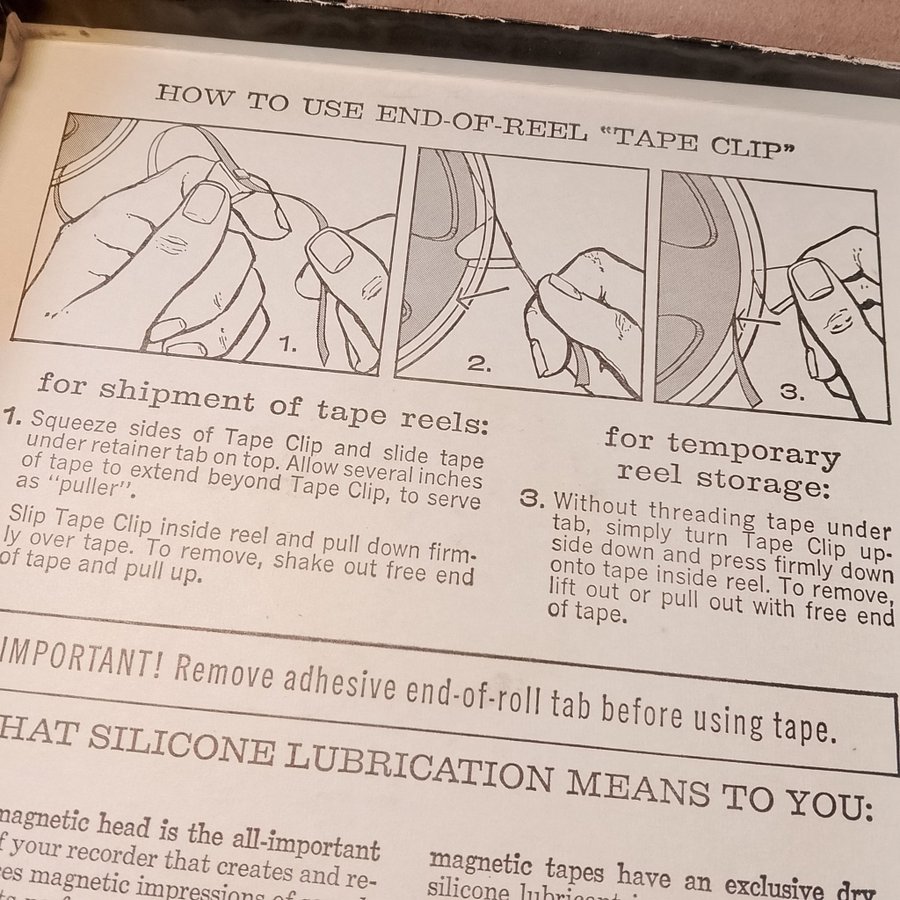 HOW TO USE END-OF-REEL “TAPE CLIP”
1.
2.
3.
for shipment of tape reels:
1. Squeeze sides of Tape Clip and slide tape
under retainer tab on top. Allow several inches
of tape to extend beyond Tape Clip, to serve
as “puller”.
Slip Tape Clip inside reel and pull down firm-
ly over tape. To remove, shake out free end
of tape and pull up.
for temporary
reel storage:
3. Without threading tape under
tab, simply turn Tape Clip up-
side down and press firmly down
onto tape inside reel. To remove,
lift out or pull out with free end
of tape.
IMPORTANT! Remove adhesive end-of-roll tab before using tape.
HAT SILICONE LUBRICATION MEANS TO YOU:
magnetic head is the all-important
f your recorder that creates and re-
es magnetic impressions of
magnetic tapes have an exclusive dry
silicone